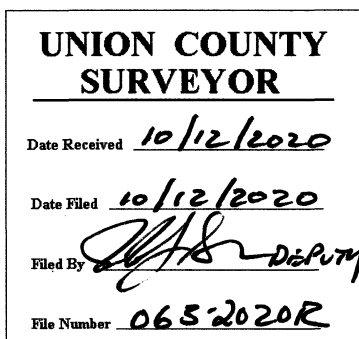 UNION COUNTY
SURVEYOR
Date Received 10/12/2020
Date Filed 10/12/2020
Filed By DEPUTY
File Number 065-2020R